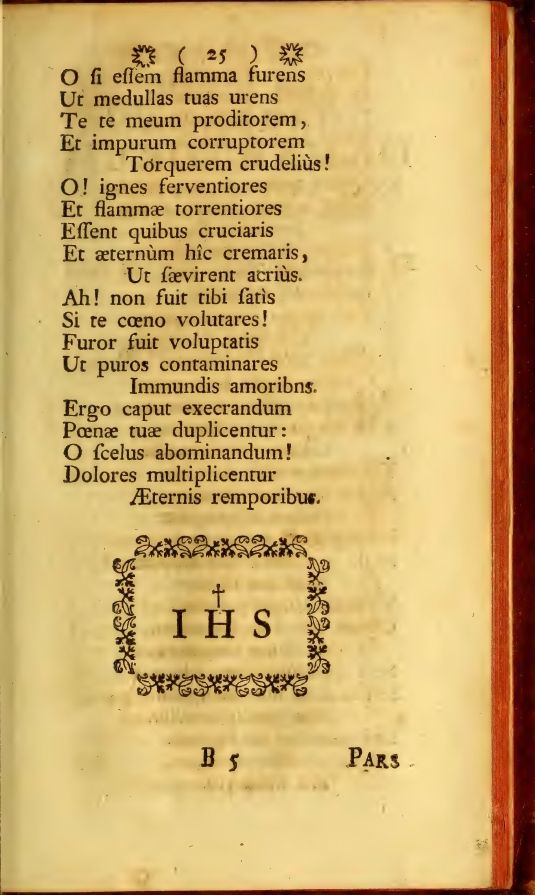 ( 25 )
O ſi eſſem flamma furens
Ut medullas tuas urens
Te te meum proditorem,
Et impurum corruptorem
Torquerem crudeliùs!
O! ignes ferventiores
Et flammæ torrentiores
Eſſent quibus cruciaris
Et æternùm hîc cremaris,
Ut ſævirent acriùs.
Ah! non fuit tibi ſatìs
Si te cœno volutares!
Furor fuit voluptatis
Ut puros contaminares
Immundis amoribns.
Ergo caput execrandum
Pœnæ tuæ duplicentur:
O ſcelus abominandum!
Dolores multiplicentur
Æternis temporibus.
†
I H S
B 5 PARS